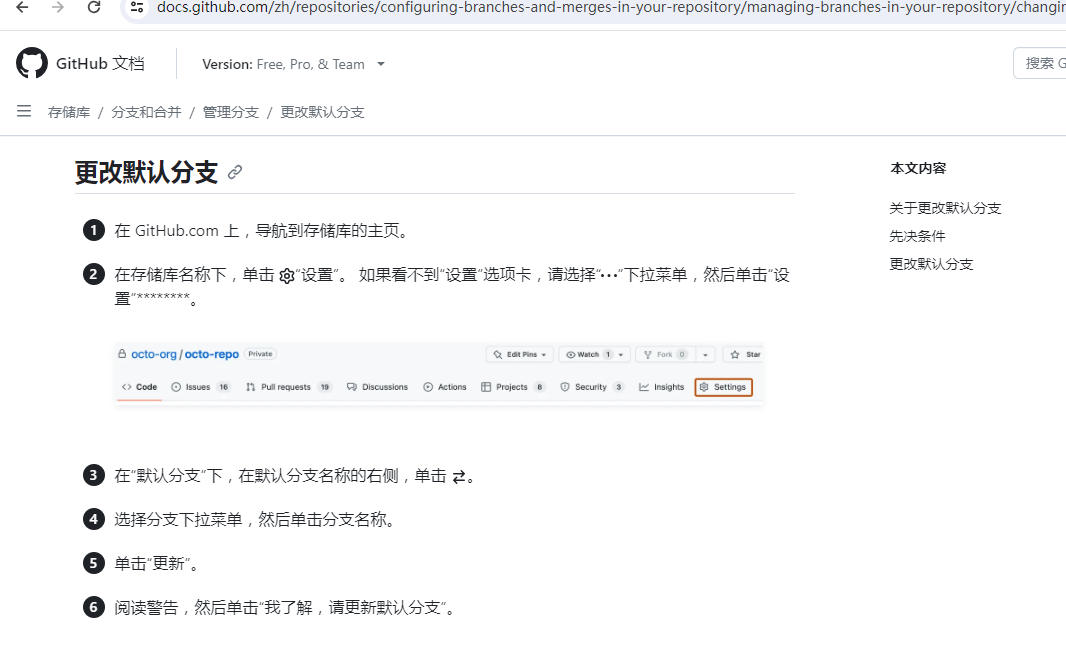 docs.github.com/zh/repositories/configuring-branches-and-merges-in-your-repository/managing-branches-in-your-repository/changin
GitHub 文档
Version: Free, Pro, & Team
搜索 G
存储库 / 分支和合并 / 管理分支 / 更改默认分支
更改默认分支
1 在 GitHub.com 上，导航到存储库的主页。
2 在存储库名称下，单击 “设置”。 如果看不到“设置”选项卡，请选择“···”下拉菜单，然后单击“设
置”********。
octo-org / octo-repo Private
Edit Pins Watch 1 Fork 0 Star
Code Issues 16 Pull requests 19 Discussions Actions Projects 8 Security 3 Insights Settings
3 在“默认分支”下，在默认分支名称的右侧，单击 ⇄。
4 选择分支下拉菜单，然后单击分支名称。
5 单击“更新”。
6 阅读警告，然后单击“我了解，请更新默认分支”。
本文内容
关于更改默认分支
先决条件
更改默认分支